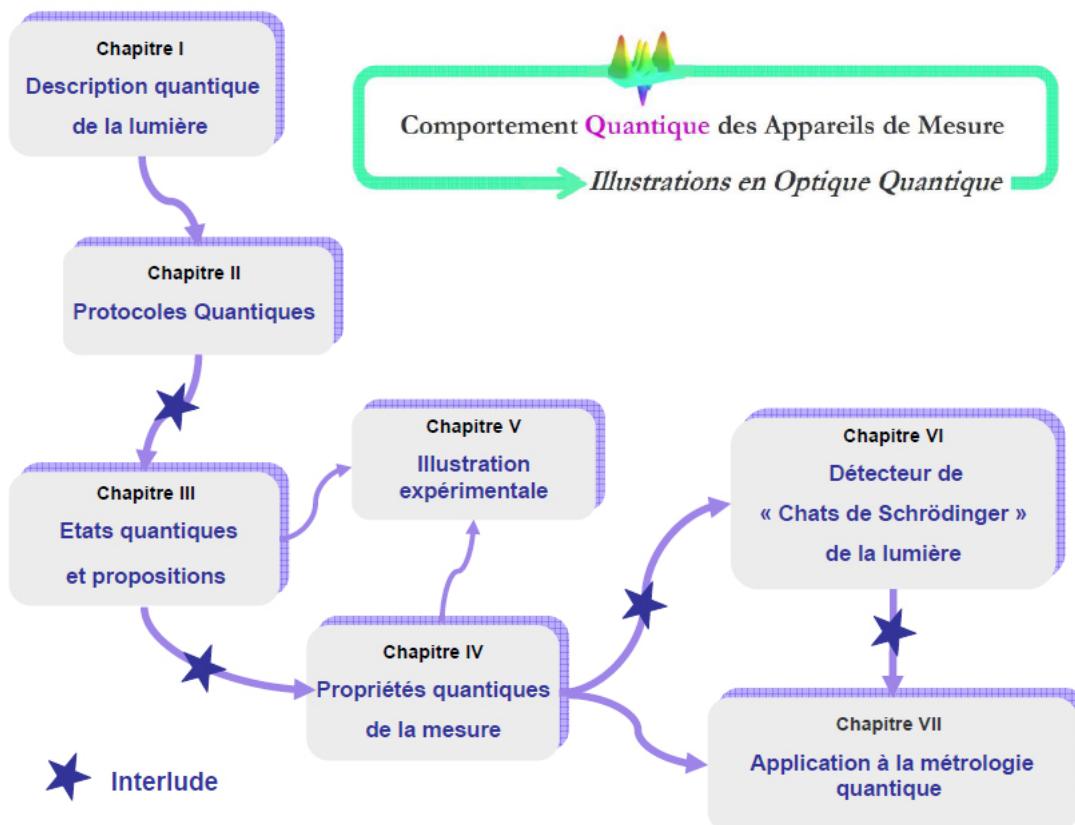 Chapitre I
Description quantique
de la lumière
Comportement Quantique des Appareils de Mesure
Illustrations en Optique Quantique
Chapitre II
Protocoles Quantiques
Chapitre III
Etats quantiques
et propositions
Chapitre V
Illustration
expérimentale
Chapitre VI
Détecteur de
« Chats de Schrödinger »
de la lumière
Chapitre IV
Propriétés quantiques
de la mesure
Chapitre VII
Application à la métrologie
quantique
Interlude